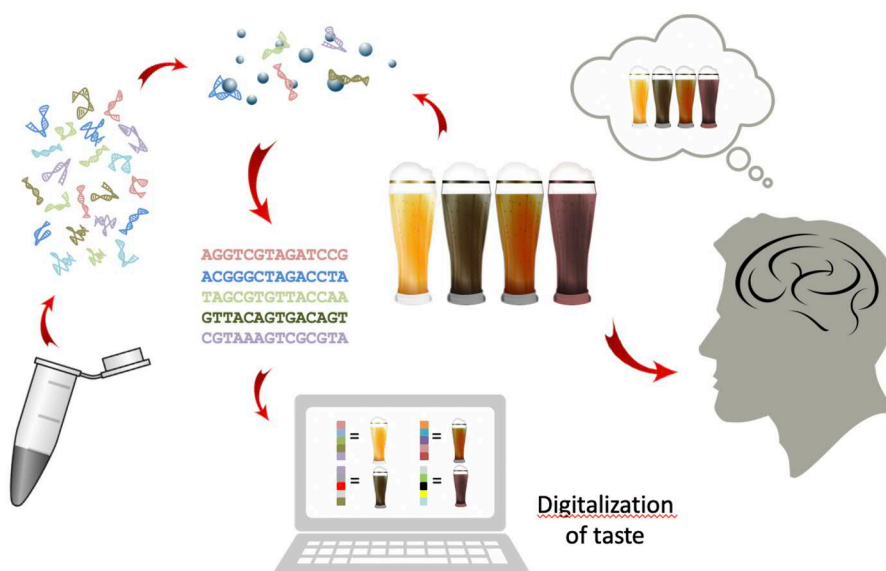 AGGTCGTAGATCCG
ACGGGCTAGACCTA
TAGCGTGTTACCAA
GTTACAGTGACAGT
CGTAAAGTCGCGTA
=
=
=
=
Digitalization
of taste